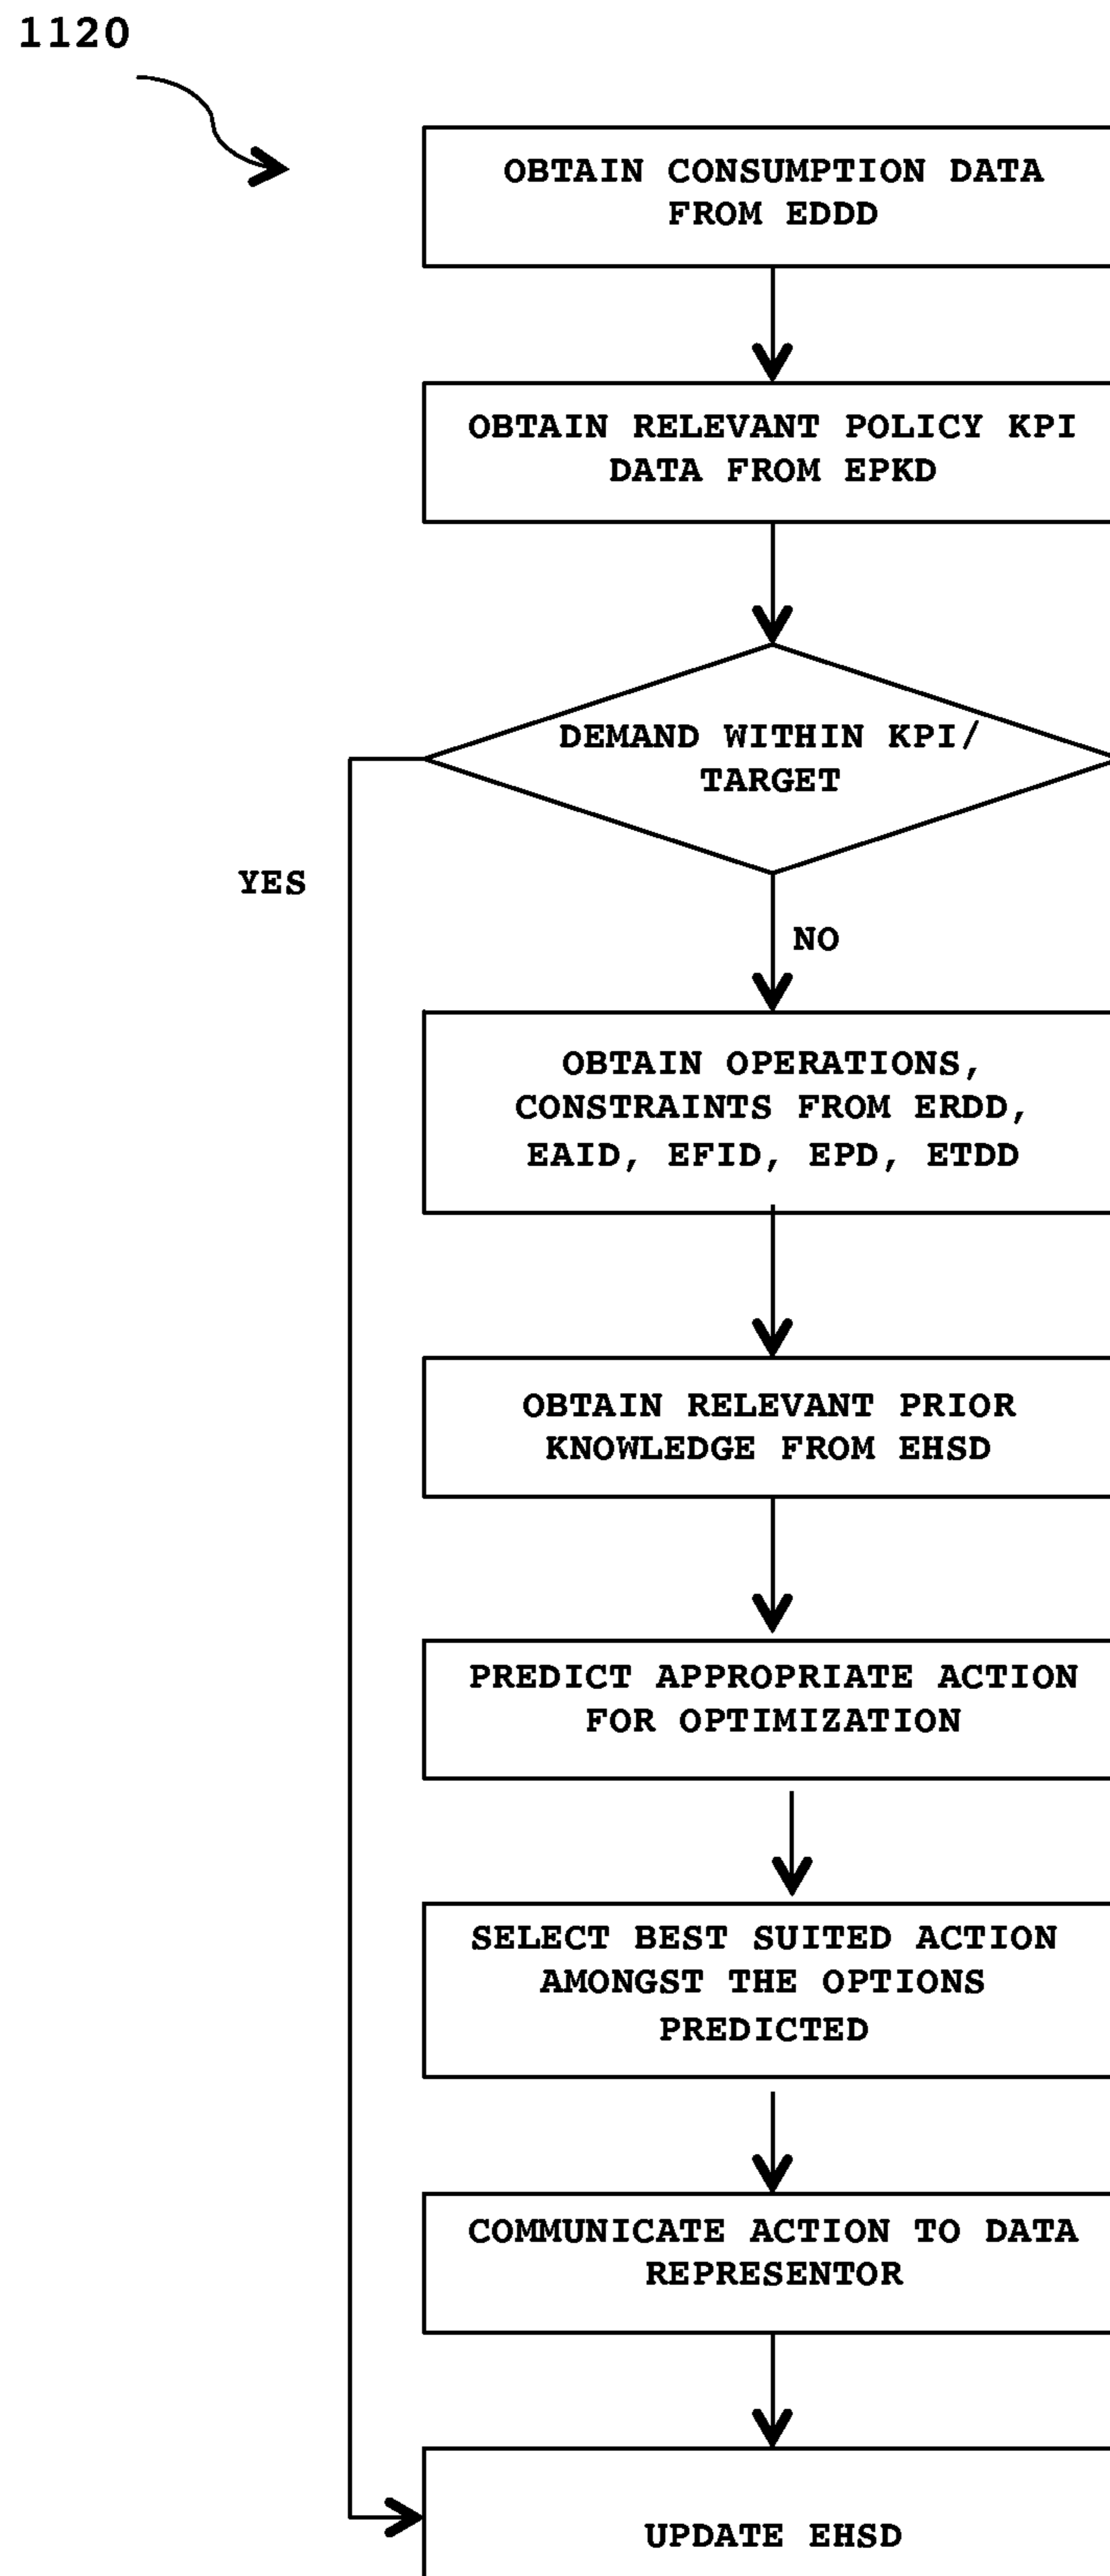 1120
OBTAIN CONSUMPTION DATA
FROM EDDD
OBTAIN RELEVANT POLICY KPI
DATA FROM EPKD
DEMAND WITHIN KPI/
TARGET
YES
NO
OBTAIN OPERATIONS,
CONSTRAINTS FROM ERDD,
EAID, EFID, EPD, ETDD
OBTAIN RELEVANT PRIOR
KNOWLEDGE FROM EHSD
PREDICT APPROPRIATE ACTION
FOR OPTIMIZATION
SELECT BEST SUITED ACTION
AMONGST THE OPTIONS
PREDICTED
COMMUNICATE ACTION TO DATA
REPRESENTOR
UPDATE EHSD